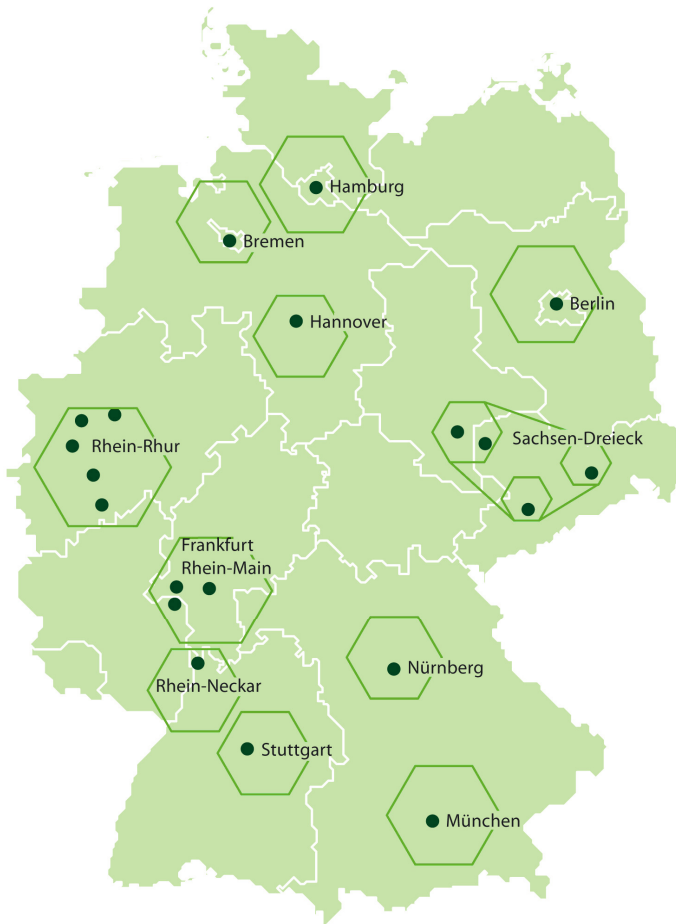 Hamburg
Bremen
Berlin
Hannover
Rhein-Rhur
Sachsen-Dreieck
Frankfurt
Rhein-Main
Nürnberg
Rhein-Neckar
Stuttgart
München